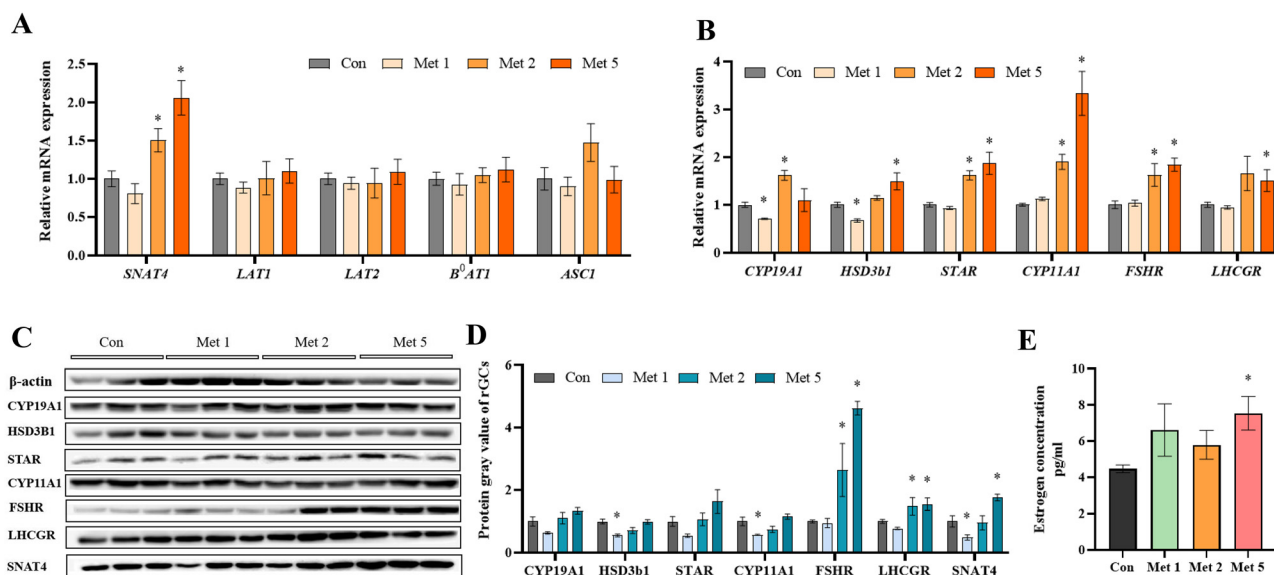 A
Relative mRNA expression
2.5
2.0
1.5
1.0
0.5
0.0
Con Met 1 Met 2 Met 5
* *
SNAT4 LAT1 LAT2 B⁰AT1 ASC1
B
Relative mRNA expression
4
3
2
1
0
Con Met 1 Met 2 Met 5
* * * * * * * * * * *
CYP19A1 HSD3b1 STAR CYP11A1 FSHR LHCGR
C
Con Met 1 Met 2 Met 5
β-actin
CYP19A1
HSD3B1
STAR
CYP11A1
FSHR
LHCGR
SNAT4
D
Protein gray value of rGCs
6
4
2
0
Con Met 1 Met 2 Met 5
* * * * * * * *
CYP19A1 HSD3b1 STAR CYP11A1 FSHR LHCGR SNAT4
E
Estrogen concentration
pg/ml
10
8
6
4
2
0
*
Con Met 1 Met 2 Met 5